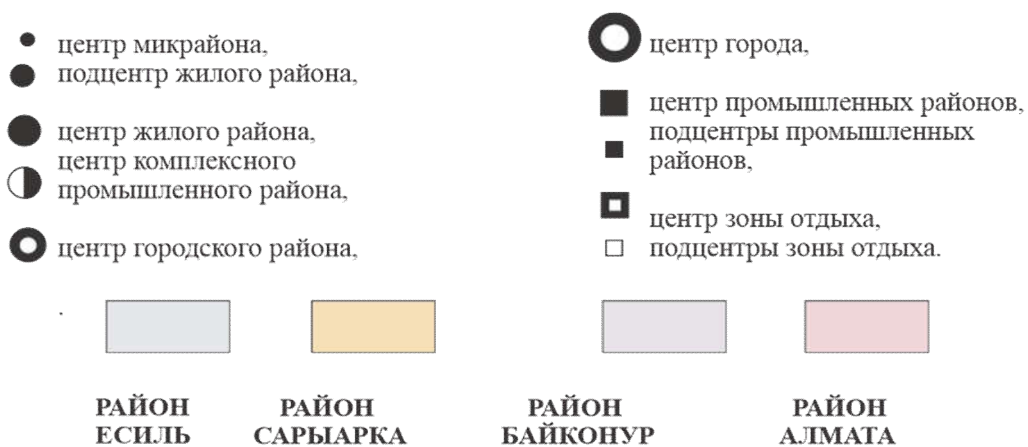 центр микрайона,
подцентр жилого района,
центр жилого района,
центр комплексного
промышленного района,
центр городского района,
центр города,
центр промышленных районов,
подцентры промышленных
районов,
центр зоны отдыха,
подцентры зоны отдыха.
РАЙОН
ЕСИЛЬ
РАЙОН
САРЫАРКА
РАЙОН
БАЙКОНУР
РАЙОН
АЛМАТА